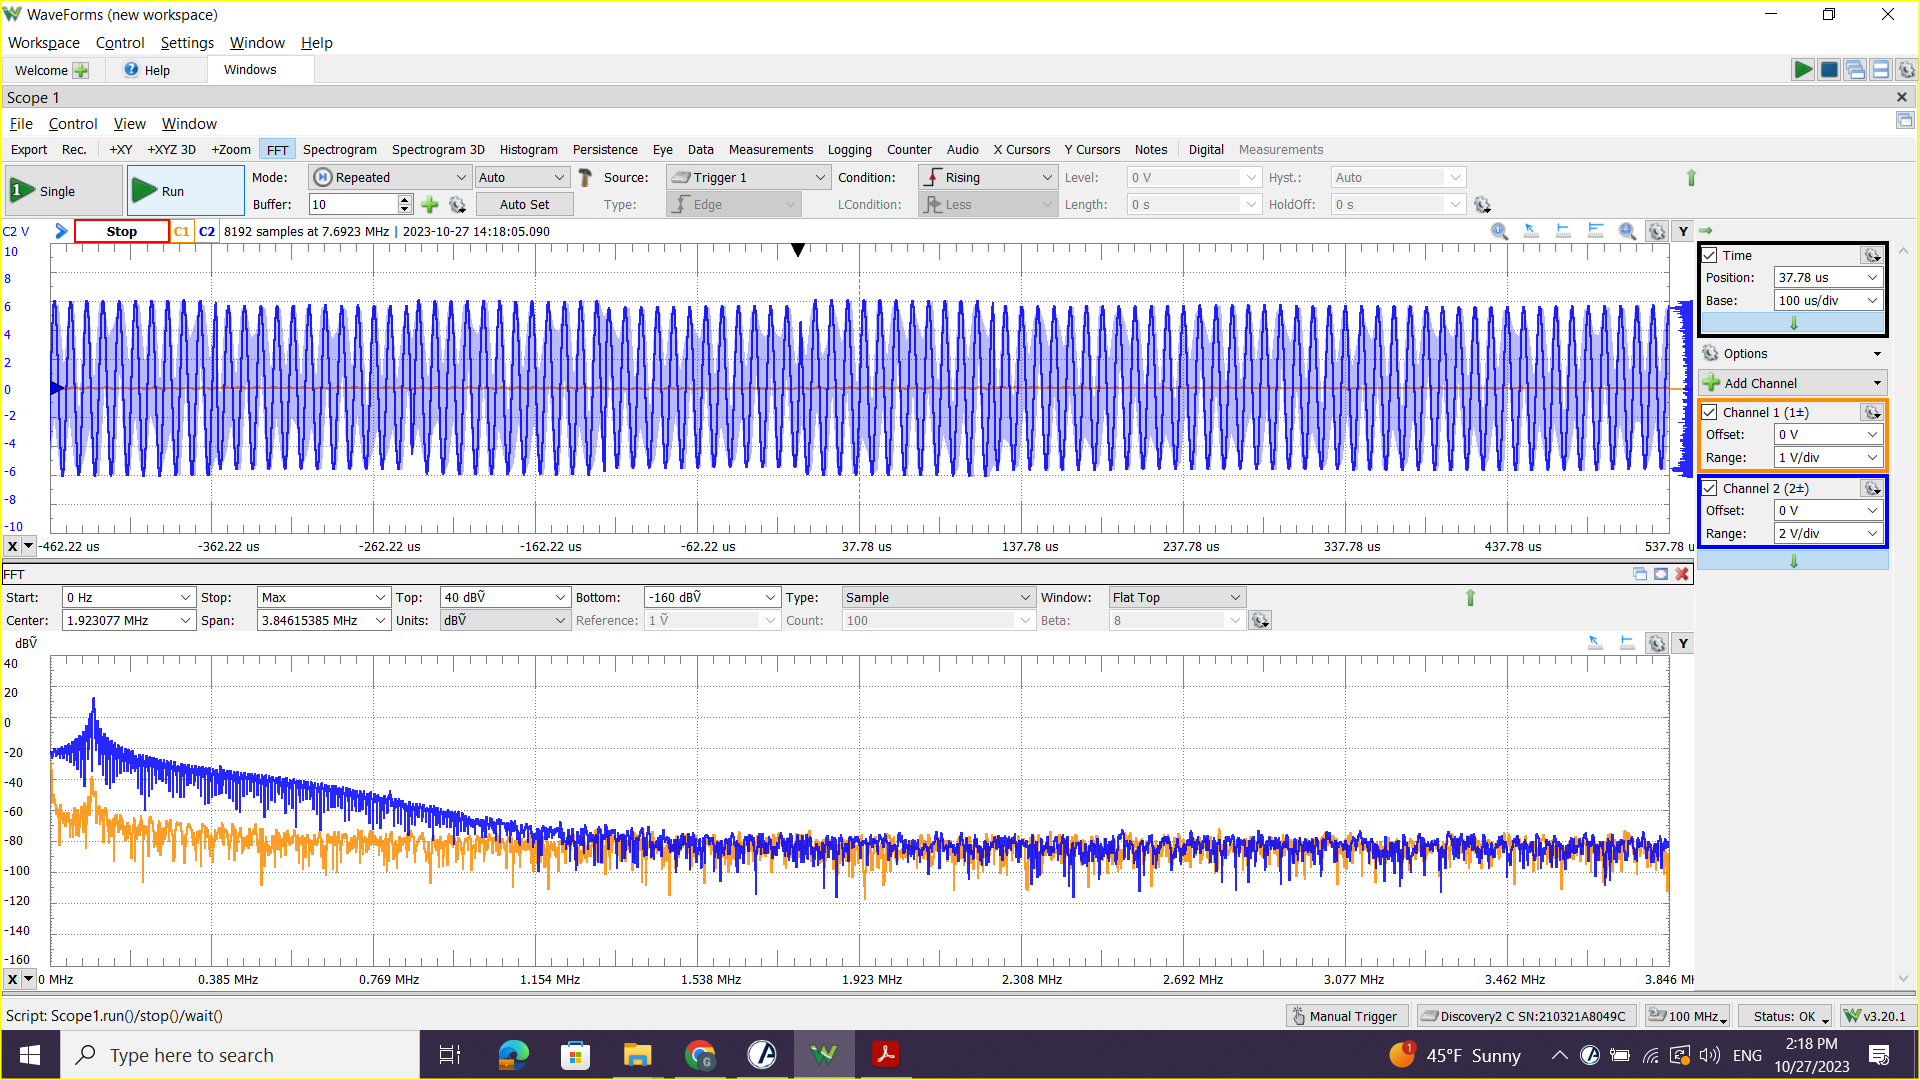 WaveForms (new workspace)
Workspace Control Settings Window Help
Welcome Help Windows
Scope 1
File Control View Window
Export Rec. +XY +XYZ 3D +Zoom FFT Spectrogram Spectrogram 3D Histogram Persistence Eye Data Measurements Logging Counter Audio X Cursors Y Cursors Notes Digital Measurements
1 Single Run Mode: Repeated Auto Source: Trigger 1 Condition: Rising Level: 0 V Hyst.: Auto
Buffer: 10 Auto Set Type: Edge LCondition: Less Length: 0 s HoldOff: 0 s
C2 V Stop C1 C2 8192 samples at 7.6923 MHz | 2023-10-27 14:18:05.090 Y
10
8
6
4
2
0
-2
-4
-6
-8
-10
X -462.22 us -362.22 us -262.22 us -162.22 us -62.22 us 37.78 us 137.78 us 237.78 us 337.78 us 437.78 us 537.78 u
Time
Position: 37.78 us
Base: 100 us/div
Options
Add Channel
Channel 1 (1±)
Offset: 0 V
Range: 1 V/div
Channel 2 (2±)
Offset: 0 V
Range: 2 V/div
FFT
Start: 0 Hz Stop: Max Top: 40 dBṼ Bottom: -160 dBṼ Type: Sample Window: Flat Top
Center: 1.923077 MHz Span: 3.84615385 MHz Units: dBṼ Reference: 1 Ṽ Count: 100 Beta: 8
dBṼ Y
40
20
0
-20
-40
-60
-80
-100
-120
-140
-160
X 0 MHz 0.385 MHz 0.769 MHz 1.154 MHz 1.538 MHz 1.923 MHz 2.308 MHz 2.692 MHz 3.077 MHz 3.462 MHz 3.846 MH
Script: Scope1.run()/stop()/wait() Manual Trigger Discovery2 C SN:210321A8049C 100 MHz Status: OK v3.20.1
Type here to search 1 45°F Sunny ENG 2:18 PM
10/27/2023